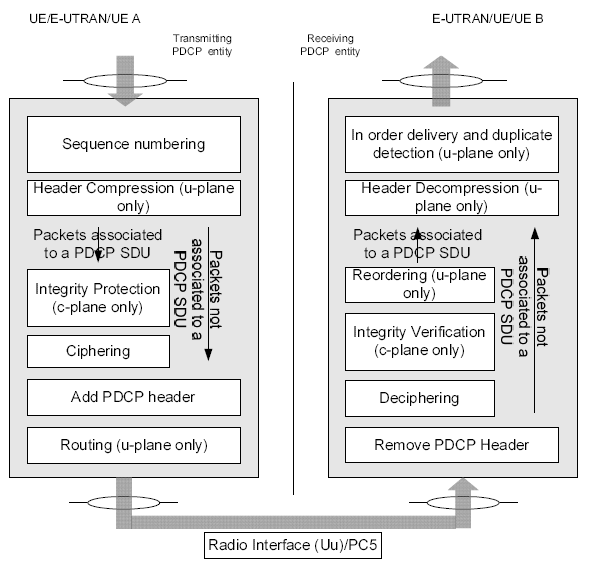 UE/E-UTRAN/UE A
Transmitting
PDCP entity
Receiving
PDCP entity
E-UTRAN/UE/UE B
Sequence numbering
Header Compression (u-plane
only)
Packets associated
to a PDCP SDU
Packets not
associated to a
PDCP SDU
Integrity Protection
(c-plane only)
Ciphering
Add PDCP header
Routing (u-plane only)
In order delivery and duplicate
detection (u-plane only)
Header Decompression (u-
plane only)
Packets associated
to a PDCP SDU
Reordering (u-plane
only)
Packets not
associated to a
PDCP SDU
Integrity Verification
(c-plane only)
Deciphering
Remove PDCP Header
Radio Interface (Uu)/PC5